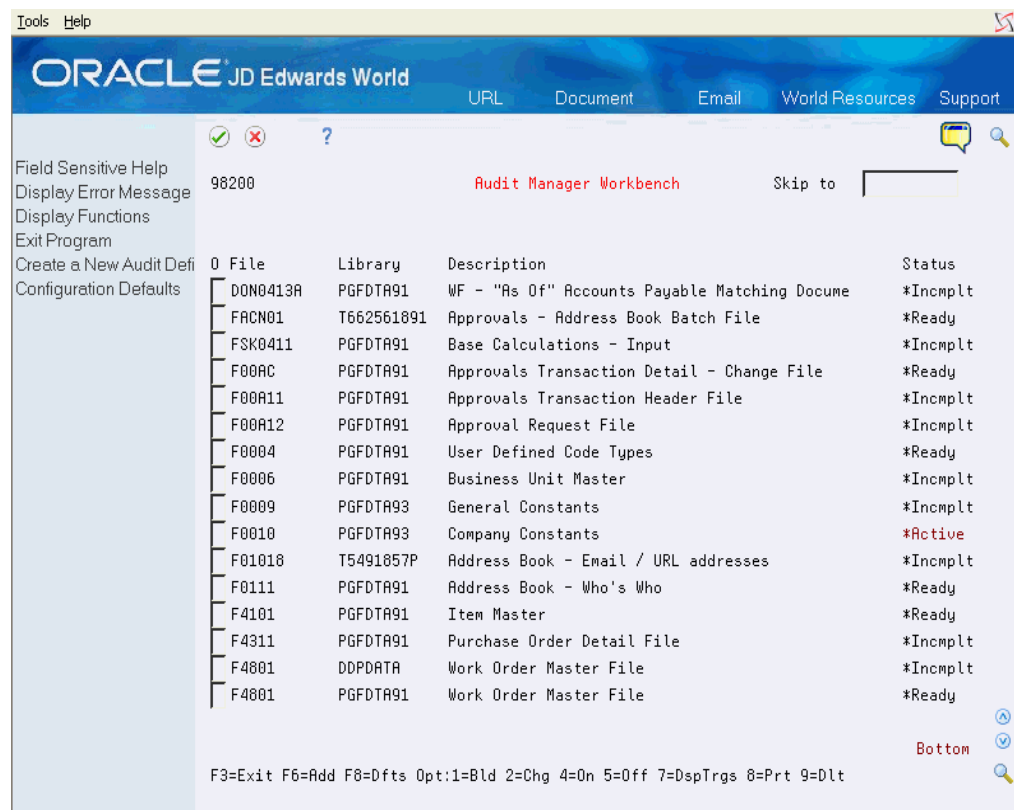 Tools Help
ORACLE JD Edwards World
URL Document Email World Resources Support
?
Field Sensitive Help
Display Error Message
Display Functions
Exit Program
Create a New Audit Defi
Configuration Defaults
98200 Audit Manager Workbench Skip to
O File Library Description Status
DON0413A PGFDTA91 WF - "As Of" Accounts Payable Matching Docume *Incmplt
FACN01 T662561891 Approvals - Address Book Batch File *Ready
FSK0411 PGFDTA91 Base Calculations - Input *Incmplt
F00AC PGFDTA91 Approvals Transaction Detail - Change File *Ready
F00A11 PGFDTA91 Approvals Transaction Header File *Incmplt
F00A12 PGFDTA91 Approval Request File *Incmplt
F0004 PGFDTA91 User Defined Code Types *Ready
F0006 PGFDTA91 Business Unit Master *Incmplt
F0009 PGFDTA93 General Constants *Incmplt
F0010 PGFDTA93 Company Constants *Active
F01018 T5491857P Address Book - Email / URL addresses *Incmplt
F0111 PGFDTA91 Address Book - Who's Who *Ready
F4101 PGFDTA91 Item Master *Ready
F4311 PGFDTA91 Purchase Order Detail File *Incmplt
F4801 DDPDATA Work Order Master File *Incmplt
F4801 PGFDTA91 Work Order Master File *Ready
Bottom
F3=Exit F6=Add F8=Dfts Opt:1=Bld 2=Chg 4=On 5=Off 7=DspTrgs 8=Prt 9=Dlt